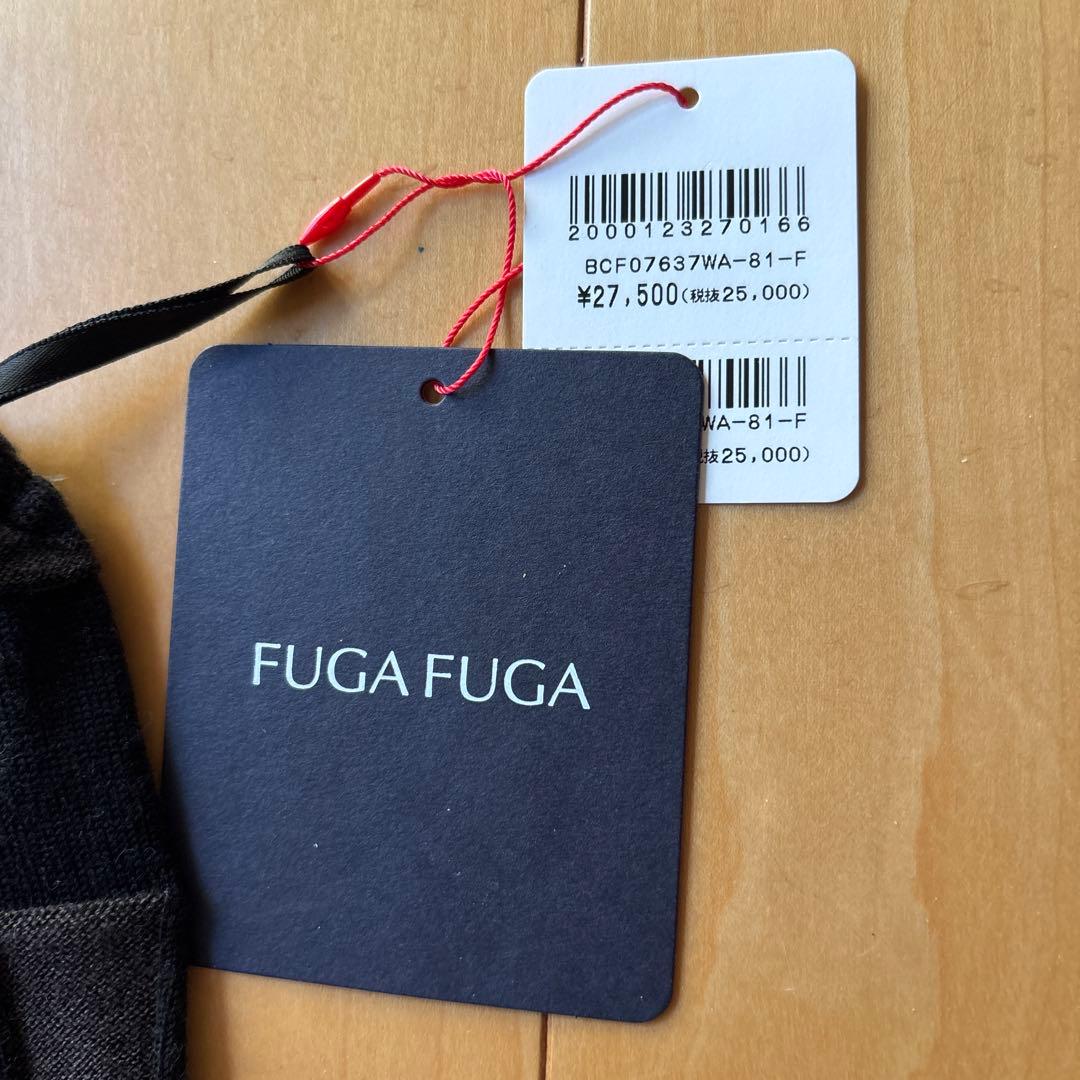 2000123270166
BCF07637WA-81-F
¥27,500(税抜25,000)
WA-81-F
抜25,000)
FUGA FUGA